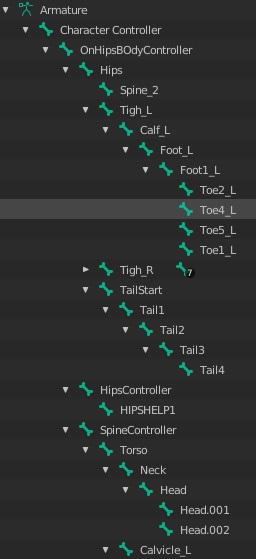 Armature
Character Controller
OnHipsBOdyController
Hips
Spine_2
Tigh_L
Calf_L
Foot_L
Foot1_L
Toe2_L
Toe4_L
Toe5_L
Toe1_L
Tigh_R 7
TailStart
Tail1
Tail2
Tail3
Tail4
HipsController
HIPSHELP1
SpineController
Torso
Neck
Head
Head.001
Head.002
Calvicle_L